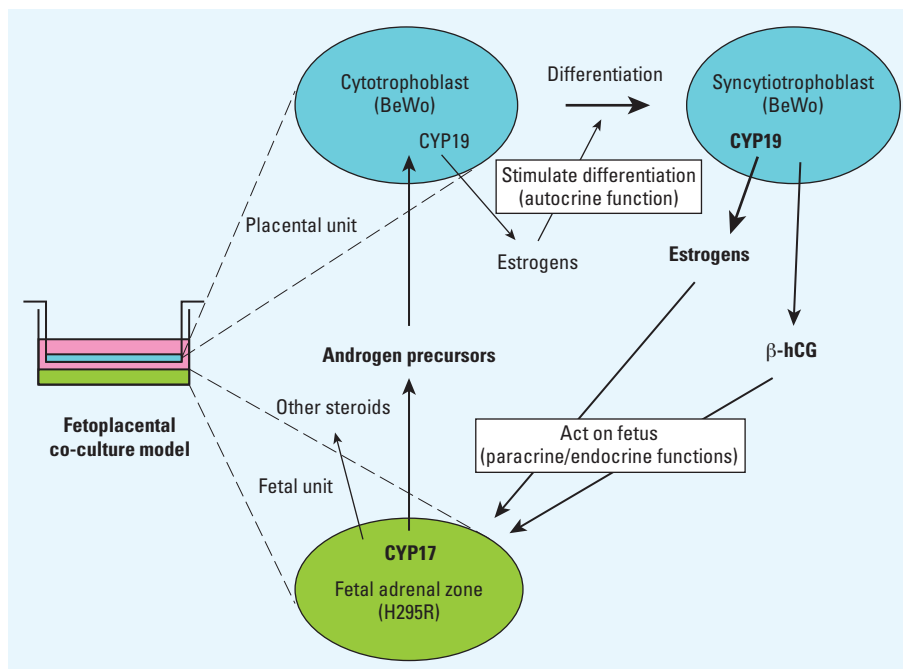 Cytotrophoblast
(BeWo)
CYP19
Differentiation
Syncytiotrophoblast
(BeWo)
CYP19
Stimulate differentiation
(autocrine function)
Placental unit
Estrogens
Estrogens
Androgen precursors
β-hCG
Other steroids
Fetoplacental
co-culture model
Act on fetus
(paracrine/endocrine functions)
Fetal unit
CYP17
Fetal adrenal zone
(H295R)